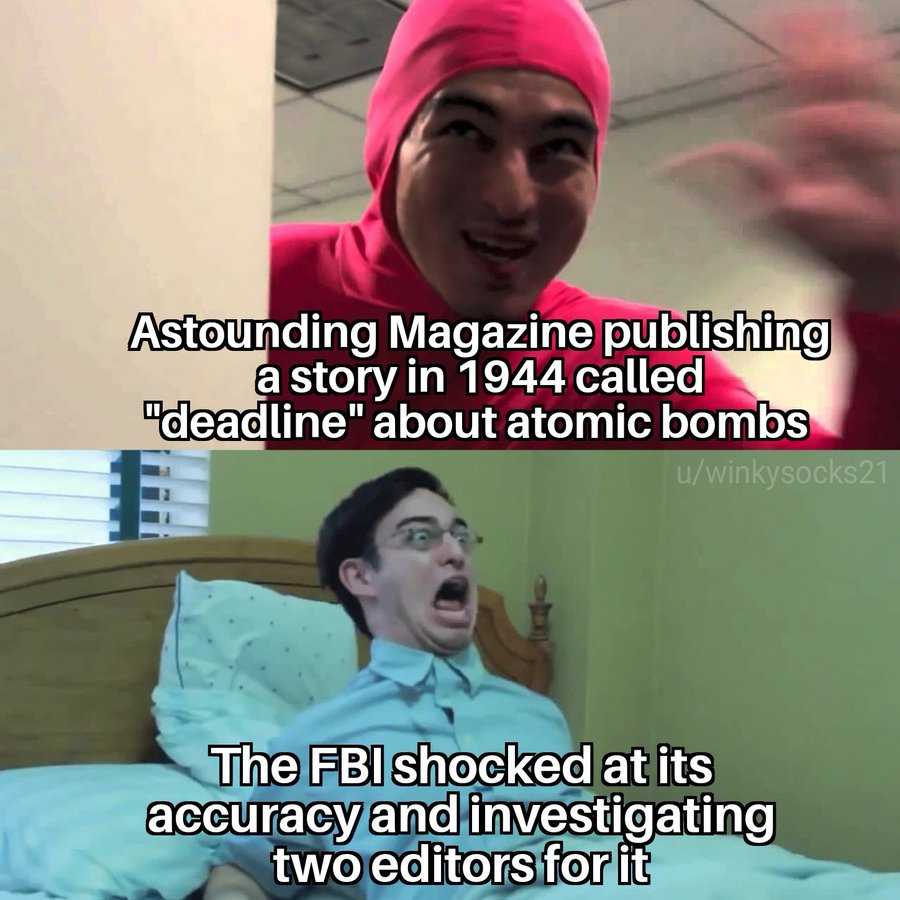 Astounding Magazine publishing
a story in 1944 called
"deadline" about atomic bombs
u/winkysocks21
The FBI shocked at its
accuracy and investigating
two editors for it